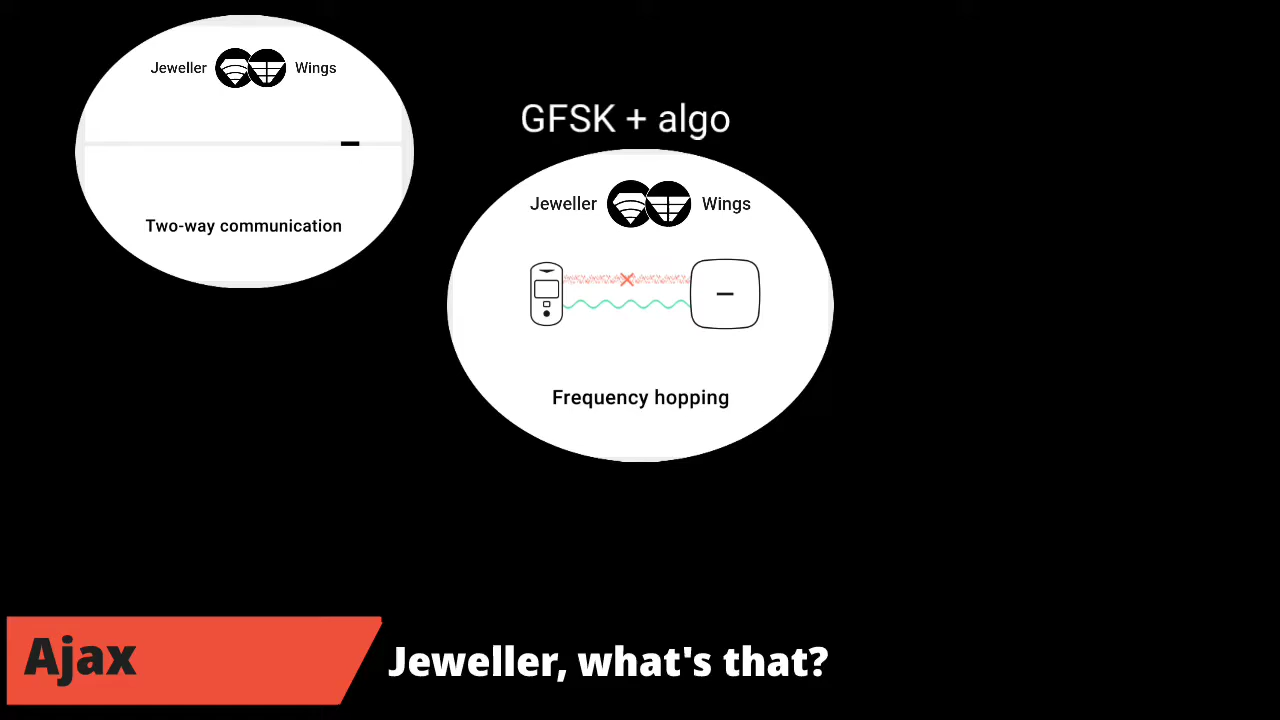 Jeweller Wings
Two-way communication
GFSK + algo
Jeweller Wings
Frequency hopping
Ajax
Jeweller, what's that?